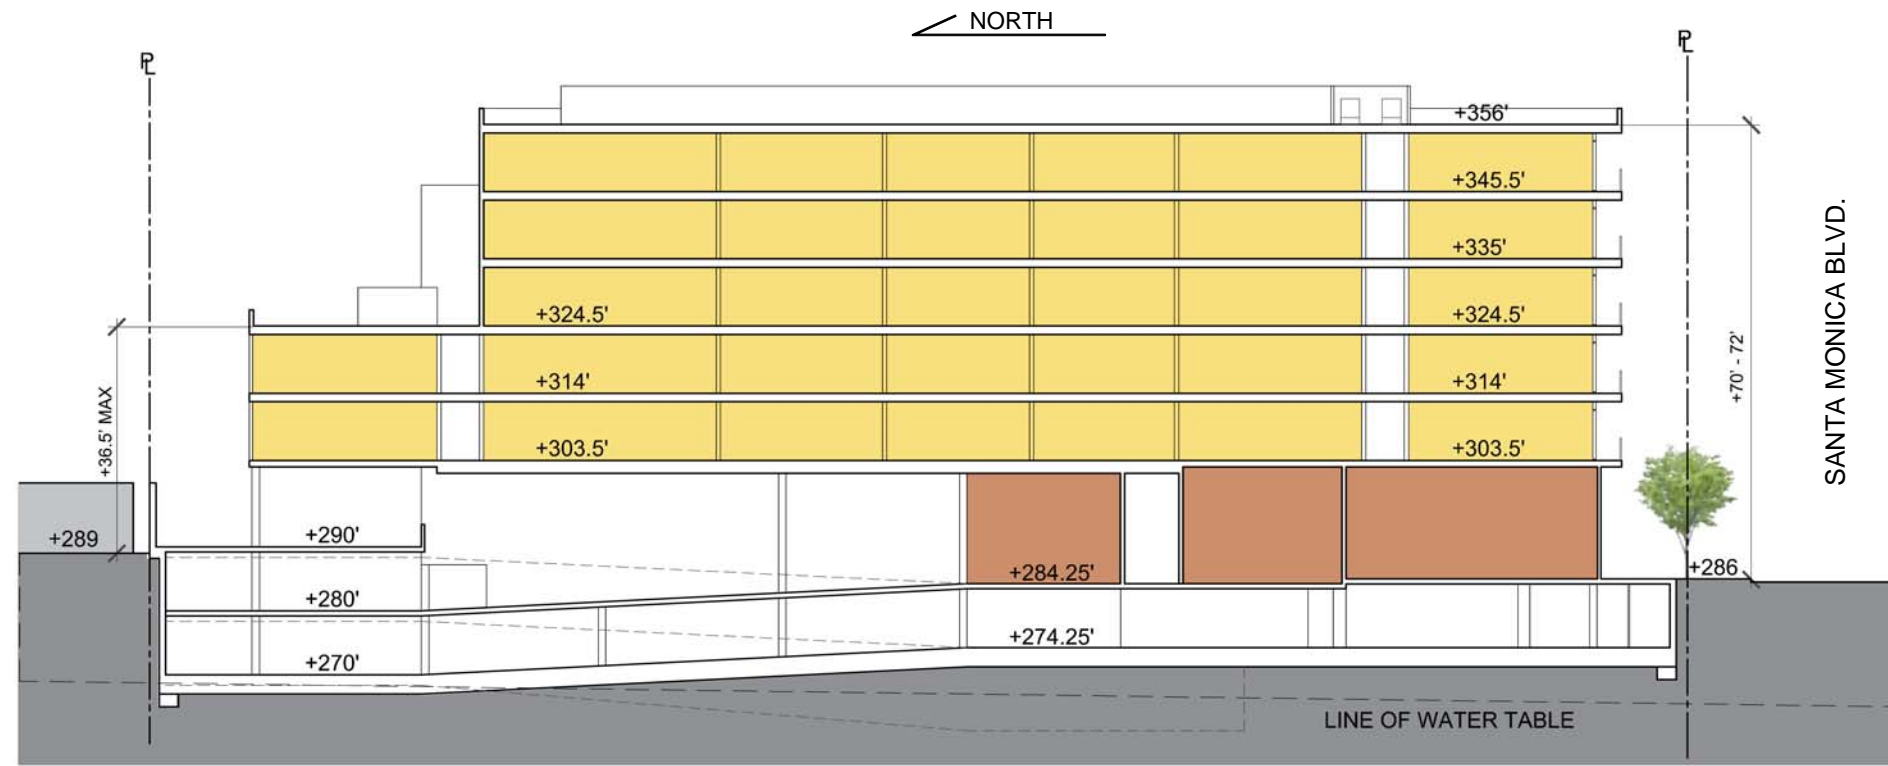 NORTH
PL
PL
+356'
+345.5'
+335'
+324.5'
+324.5'
+314'
+314'
+303.5'
+303.5'
+36.5' MAX
+70' - 72'
SANTA MONICA BLVD.
+289
+290'
+284.25'
+286
+280'
+274.25'
+270'
LINE OF WATER TABLE